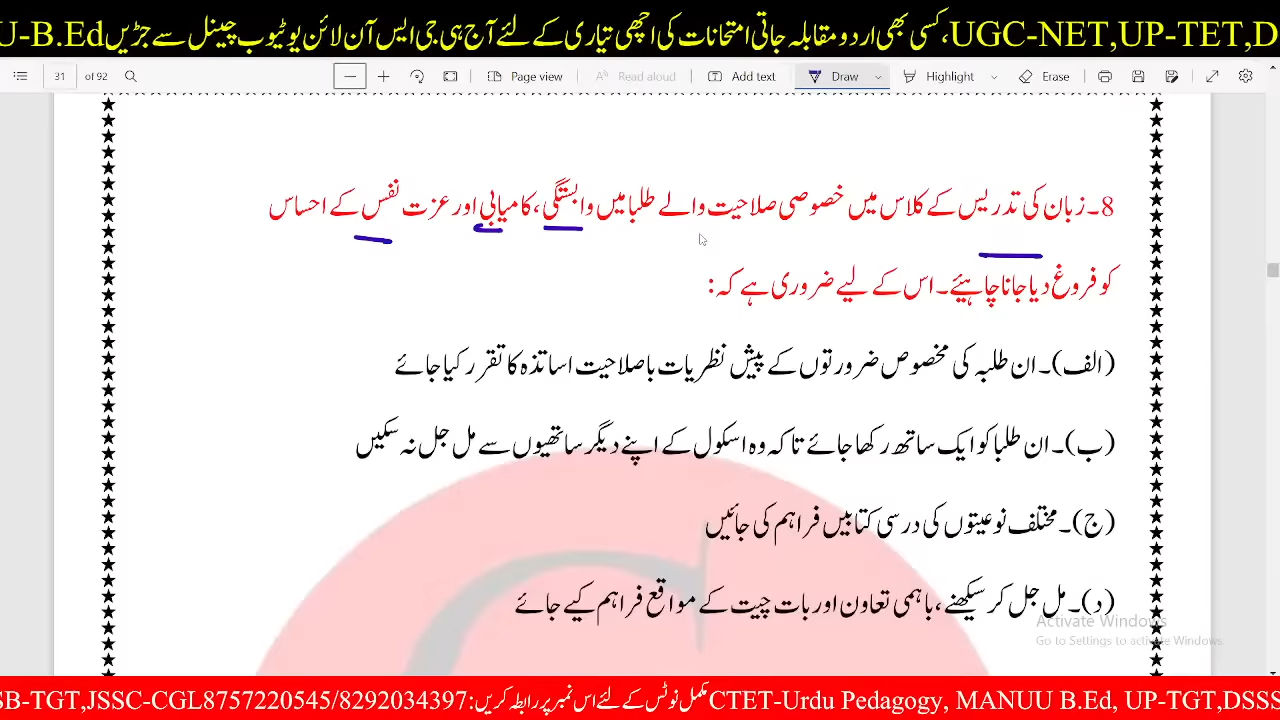 U-B.Ed کسی بھی اردو مقابلہ جاتی امتحانات کی اچھی تیاری کے لئے آج ہی جی ایس آن لائن یوٹیوب چینل سے جڑیں، UGC-NET,UP-TET,D
31 of 92 Page view Read aloud Add text Draw Highlight Erase
8۔ زبان کی تدریس کے کلاس میں خصوصی صلاحیت والے طلبا میں وابستگی، کامیابی اور عزت نفس کے احساس
کو فروغ دیا جانا چاہیئے۔ اس کے لیے ضروری ہے کہ:
(الف)۔ ان طلبہ کی مخصوص ضرورتوں کے پیش نظریات باصلاحیت اساتذہ کا تقرر کیا جائے
(ب)۔ ان طلبا کو ایک ساتھ رکھا جائے تاکہ وہ اسکول کے اپنے دیگر ساتھیوں سے مل جل نہ سکیں
(ج)۔ مختلف نوعیتوں کی درسی کتابیں فراہم کی جائیں
(د)۔ مل جل کر سیکھنے، باہمی تعاون اور بات چیت کے مواقع فراہم کیے جائے
Activate Windows
Go to Settings to activate Windows.
SB-TGT,JSSC-CGL8757220545/8292034397:مکمل نوٹس کے لئے اس نمبر پر رابطہ کریں CTET-Urdu Pedagogy, MANUU B.Ed, UP-TGT,DSSS